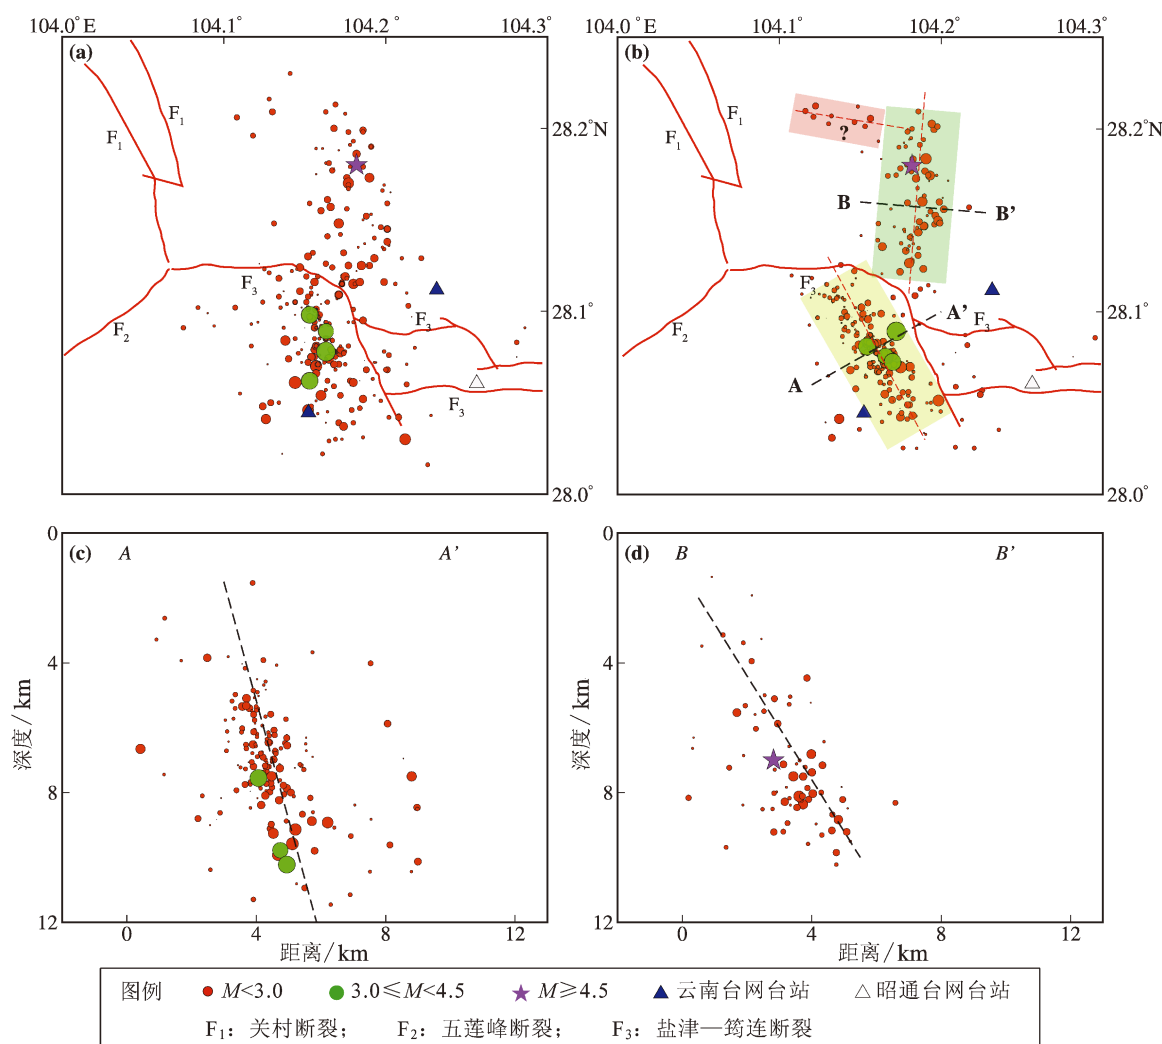 104.0° E 104.1° 104.2° 104.3° 104.0° E 104.1° 104.2° 104.3°
(a) (b)
F₁ F₁
28.2°N ? 28.2°N
F₁ F₁
B B'
F₃ F₃
28.1° A' 28.1°
F₂ F₃ F₂ F₃
A
F₃ F₃
28.0° 28.0°
0 (c) A A' 0 (d) B B'
4 4
深度/km 深度/km
8 8
12 12
0 4 8 12 0 4 8 12
距离/km 距离/km
图例 M<3.0 3.0≤M<4.5 M≥4.5 云南台网台站 昭通台网台站
F₁：关村断裂； F₂：五莲峰断裂； F₃：盐津—筠连断裂